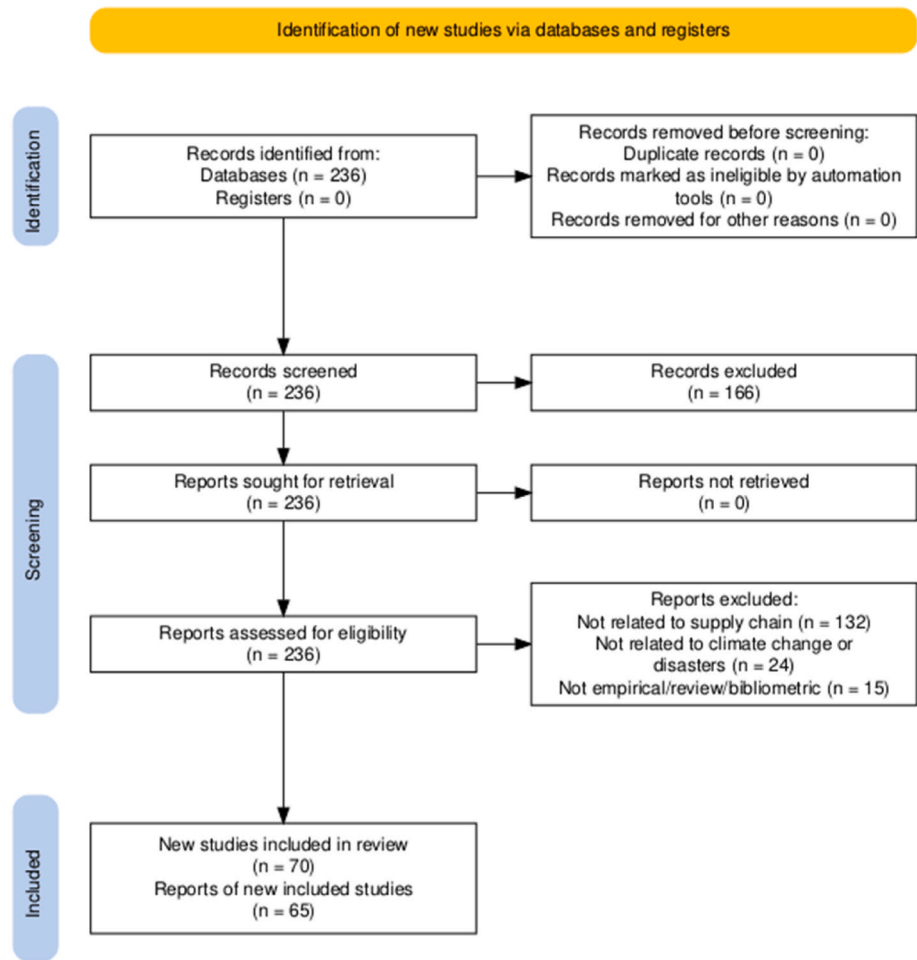 Identification of new studies via databases and registers
Identification
Records identified from:
Databases (n = 236)
Registers (n = 0)
Records removed before screening:
Duplicate records (n = 0)
Records marked as ineligible by automation
tools (n = 0)
Records removed for other reasons (n = 0)
Screening
Records screened
(n = 236)
Records excluded
(n = 166)
Reports sought for retrieval
(n = 236)
Reports not retrieved
(n = 0)
Reports assessed for eligibility
(n = 236)
Reports excluded:
Not related to supply chain (n = 132)
Not related to climate change or
disasters (n = 24)
Not empirical/review/bibliometric (n = 15)
Included
New studies included in review
(n = 70)
Reports of new included studies
(n = 65)